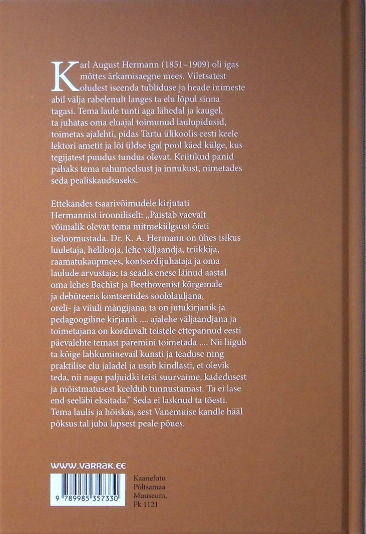 Karl August Hermann (1851–1909) oli igas
mõttes ärkamisaegne mees. Viletsatest
oludest iseenda tubliduse ja heade inimeste
abil välja rabelenult langes ta elu lõpul sinna
tagasi. Tema laule tunti aga lähedal ja kaugel,
ta juhatas oma eluajal toimunud laulupidusid,
toimetas ajalehti, pidas Tartu ülikoolis eesti keele
lektori ametit ja lõi üldse igal pool käed külge, kus
tegijatest puudus tundus olevat. Kriitikud panid
pahaks tema rahumeelsust ja innukust, nimetades
seda pealiskaudsuseks.
Ettekandes tsaarivõimudele kirjutati
Hermannist irooniliselt: „Paistab vaevalt
võimalik olevat tema mitmekülgsust õieti
iseloomustada. Dr. K. A. Hermann on ühes isikus
luuletaja, helilooja, lehe väljaandja, trükkija,
raamatukaupmees, kontserdijuhataja ja oma
laulude arvustaja; ta seadis enese läinud aastal
oma lehes Bachist ja Beethovenist kõrgemale
ja debüteeris kontsertides soololauljana,
oreli- ja viiuli mängijana; ta on jutukirjanik ja
pedagoogiline kirjanik .... ajalehe väljaandjana ja
toimetajana on korduvalt teistele ettepannud eesti
päevalehte temast paremini toimetada .... Nii liigub
ta kõige lahkuminevail kunsti ja teaduse ning
praktilise elu jaladel ja usub kindlasti, et olevik
teda, nii nagu paljuidki teisi suurvaime, kadedusest
ja mõistmatusest keeldub tunnustamast. Ta ei lase
end seeläbi eksitada." Seda ei lasknud ta tõesti.
Tema laulis ja hõiskas, sest Vanemuise kandle hääl
põksus tal juba lapsest peale põues.
WWW.VARRAK.EE
9789985357330
Kaanefoto
Põltsamaa
Muuseum,
Fk 1121